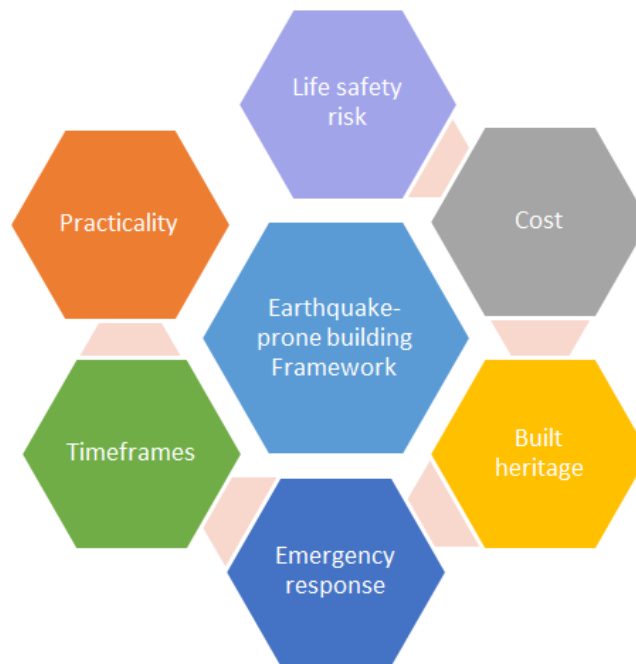 Life safety
risk
Practicality
Cost
Earthquake-
prone building
Framework
Timeframes
Built
heritage
Emergency
response